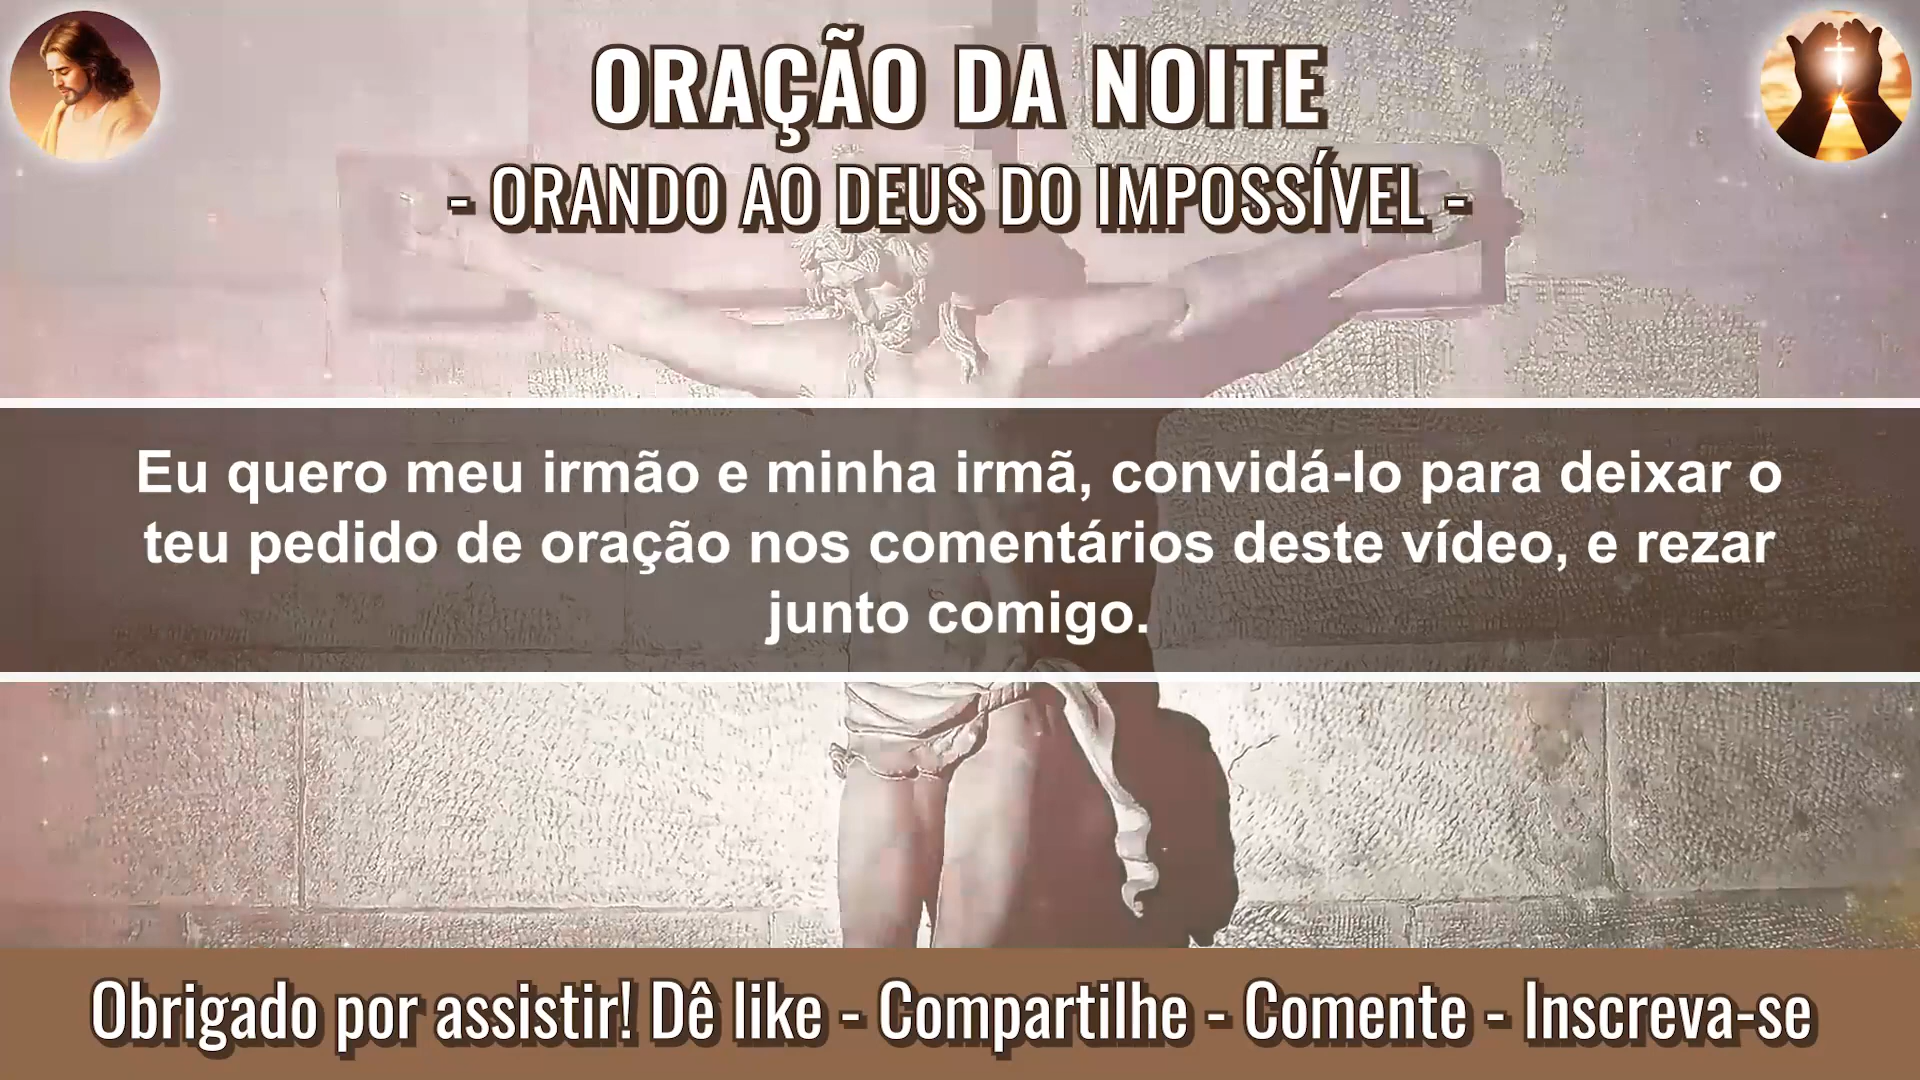 ORAÇÃO DA NOITE
- ORANDO AO DEUS DO IMPOSSÍVEL -
Eu quero meu irmão e minha irmã, convidá-lo para deixar o
teu pedido de oração nos comentários deste vídeo, e rezar
junto comigo.
Obrigado por assistir! Dê like - Compartilhe - Comente - Inscreva-se